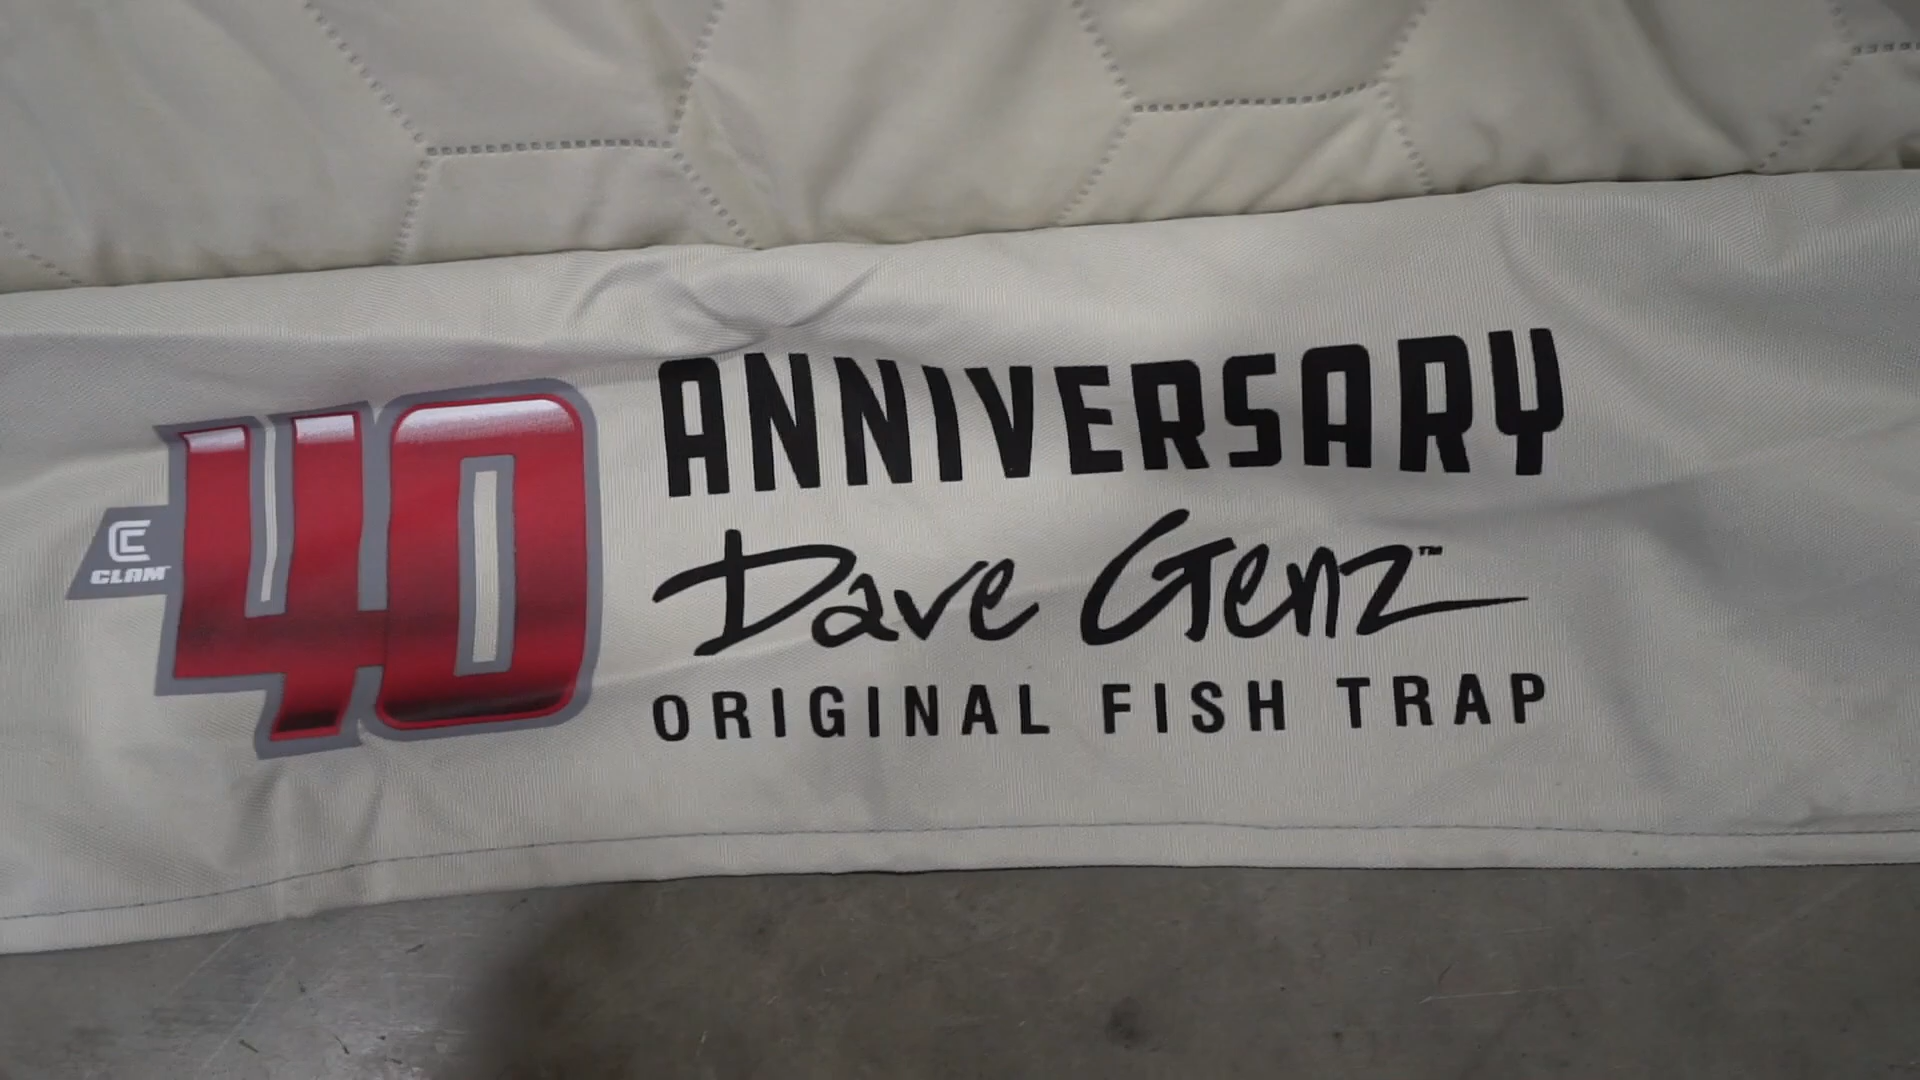 CLAM
40
ANNIVERSARY
Dave Genz™
ORIGINAL FISH TRAP